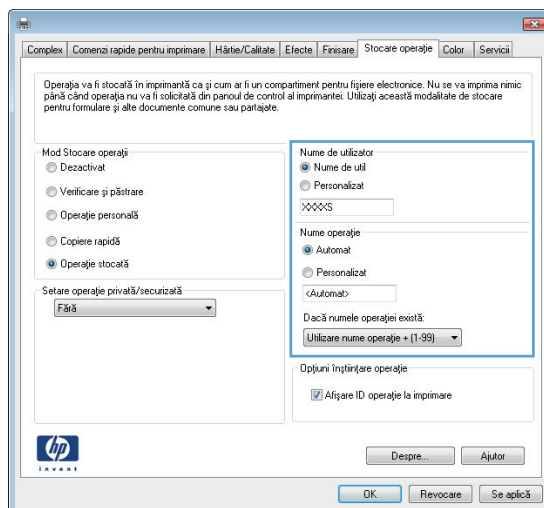 Complex
Comenzi rapide pentru imprimare
Hârtie/Calitate
Efecte
Finisare
Stocare operaţie
Color
Servicii
Operaţia va fi stocată în imprimantă ca şi cum ar fi un compartiment pentru fişiere electronice. Nu se va imprima nimic
până când operaţia nu va fi solicitată din panoul de control al imprimantei. Utilizaţi această modalitate de stocare
pentru formulare şi alte documente comune sau partajate.
Mod Stocare operaţii
Dezactivat
Verificare şi păstrare
Operaţie personală
Copiere rapidă
Operaţie stocată
Setare operaţie privată/securizată
Fără
Nume de utilizator
Nume de util
Personalizat
XXXXS
Nume operaţie
Automat
Personalizat
<Automat>
Dacă numele operaţiei există:
Utilizare nume operaţie + (1-99)
Opţiuni înştiinţare operaţie
Afişare ID operaţie la imprimare
hp
invent
Despre...
Ajutor
OK
Revocare
Se aplică